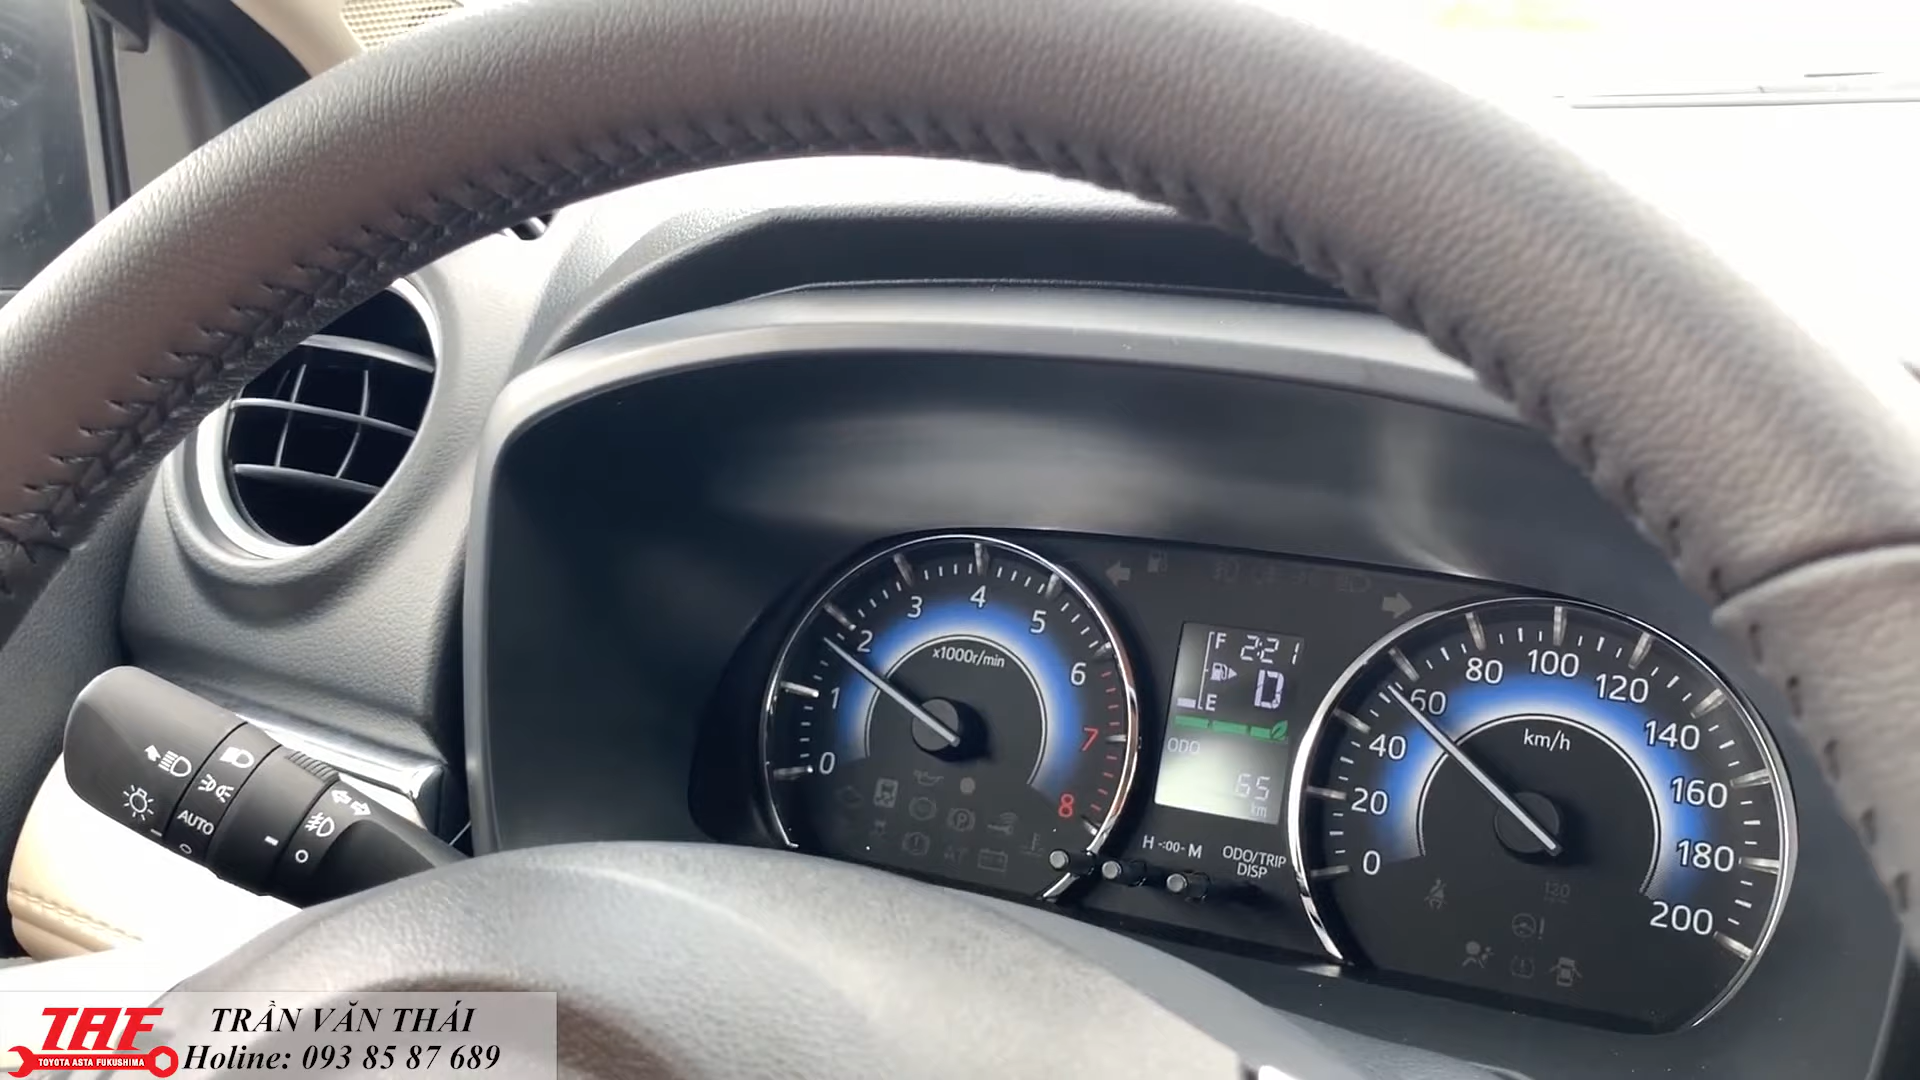 AUTO
0
1
2
3
4
5
6
7
8
x1000r/min
F 2:21
D
E
ODO
65
km
H -:00- M
ODO/TRIP
DISP
0
20
40
60
80
100
120
140
160
180
200
km/h
TAF
TOYOTA ASTA FUKUSHIMA
TRẦN VĂN THÁI
Holine: 093 85 87 689